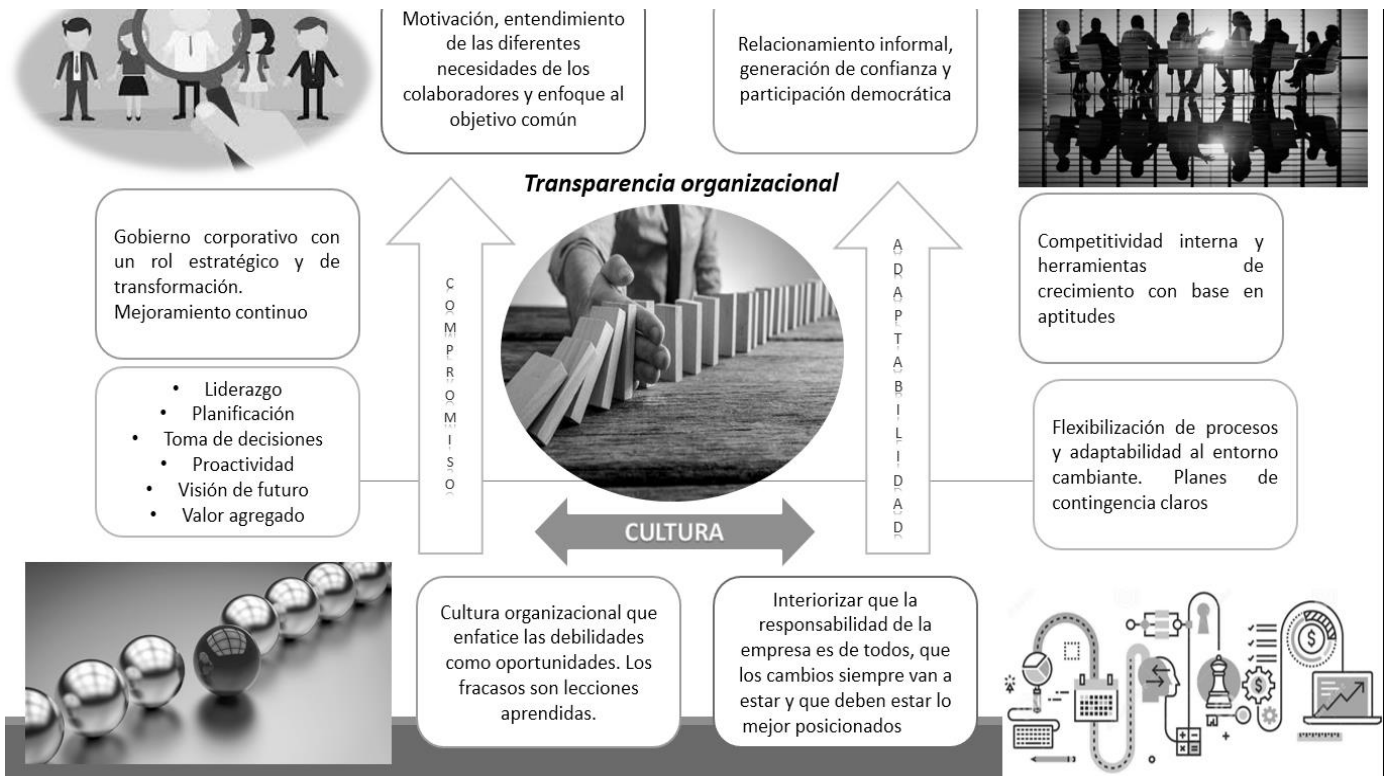 Motivación, entendimiento
de las diferentes
necesidades de los
colaboradores y enfoque al
objetivo común
Relacionamiento informal,
generación de confianza y
participación democrática
Transparencia organizacional
Gobierno corporativo con
un rol estratégico y de
transformación.
Mejoramiento continuo
COMPROMISO
ADAPTABILIDAD
Competitividad interna y
herramientas de
crecimiento con base en
aptitudes
• Liderazgo
• Planificación
• Toma de decisiones
• Proactividad
• Visión de futuro
• Valor agregado
Flexibilización de procesos
y adaptabilidad al entorno
cambiante. Planes de
contingencia claros
CULTURA
Cultura organizacional que
enfatice las debilidades
como oportunidades. Los
fracasos son lecciones
aprendidas.
Interiorizar que la
responsabilidad de la
empresa es de todos, que
los cambios siempre van a
estar y que deben estar lo
mejor posicionados